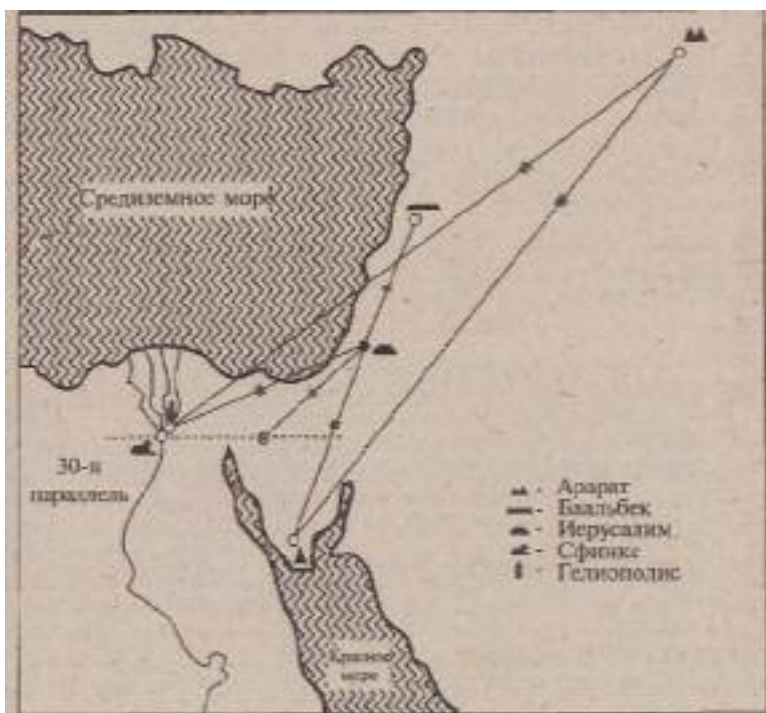 Средиземное море
30-я
параллель
- Арарат
- Баальбек
- Иерусалим
- Сфинкс
- Гелиополис
Красное
море